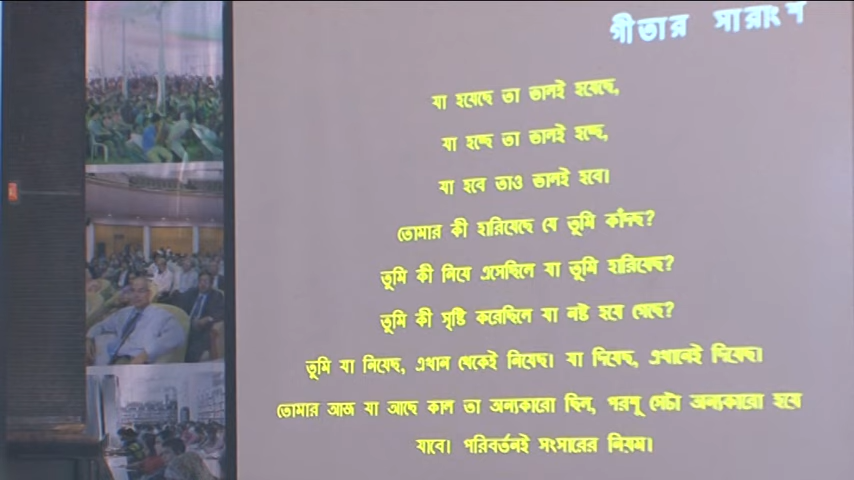 গীতার সারাংশ
যা হয়েছে তা ভালই হয়েছে,
যা হচ্ছে তা ভালই হচ্ছে,
যা হবে তাও ভালই হবে।
তোমার কী হারিয়েছে যে তুমি কাঁদছ?
তুমি কী নিয়ে এসেছিলে যা তুমি হারিয়েছ?
তুমি কী সৃষ্টি করেছিলে যা নষ্ট হয়ে গেছে?
তুমি যা নিয়েছ, এখান থেকেই নিয়েছ। যা দিয়েছ, এখানেই দিয়েছ।
তোমার আজ যা আছে কাল তা অন্যকারো ছিল, পরশু সেটা অন্যকারো হয়ে
যাবে। পরিবর্তনই সংসারের নিয়ম।